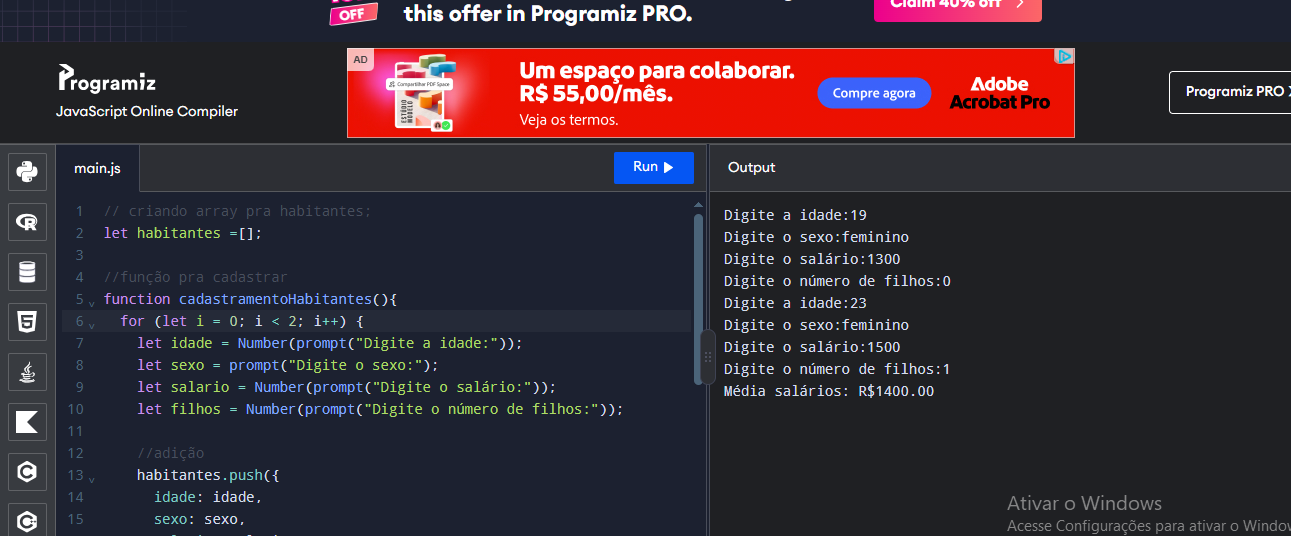 OFF
this offer in Programiz PRO.
Claim 40% off
Programiz
JavaScript Online Compiler
AD
Compartilhar PDF Space
ESTÚDIO
MODELO
Um espaço para colaborar.
R$ 55,00/mês.
Veja os termos.
Compre agora
Adobe
Acrobat Pro
Programiz PRO
main.js
Run
1 // criando array pra habitantes;
2 let habitantes =[];
3
4 //função pra cadastrar
5 function cadastramentoHabitantes(){
6 for (let i = 0; i < 2; i++) {
7 let idade = Number(prompt("Digite a idade:"));
8 let sexo = prompt("Digite o sexo:");
9 let salario = Number(prompt("Digite o salário:"));
10 let filhos = Number(prompt("Digite o número de filhos:"));
11
12 //adição
13 habitantes.push({
14 idade: idade,
15 sexo: sexo,
Output
Digite a idade:19
Digite o sexo:feminino
Digite o salário:1300
Digite o número de filhos:0
Digite a idade:23
Digite o sexo:feminino
Digite o salário:1500
Digite o número de filhos:1
Média salários: R$1400.00
Ativar o Windows
Acesse Configurações para ativar o Windows